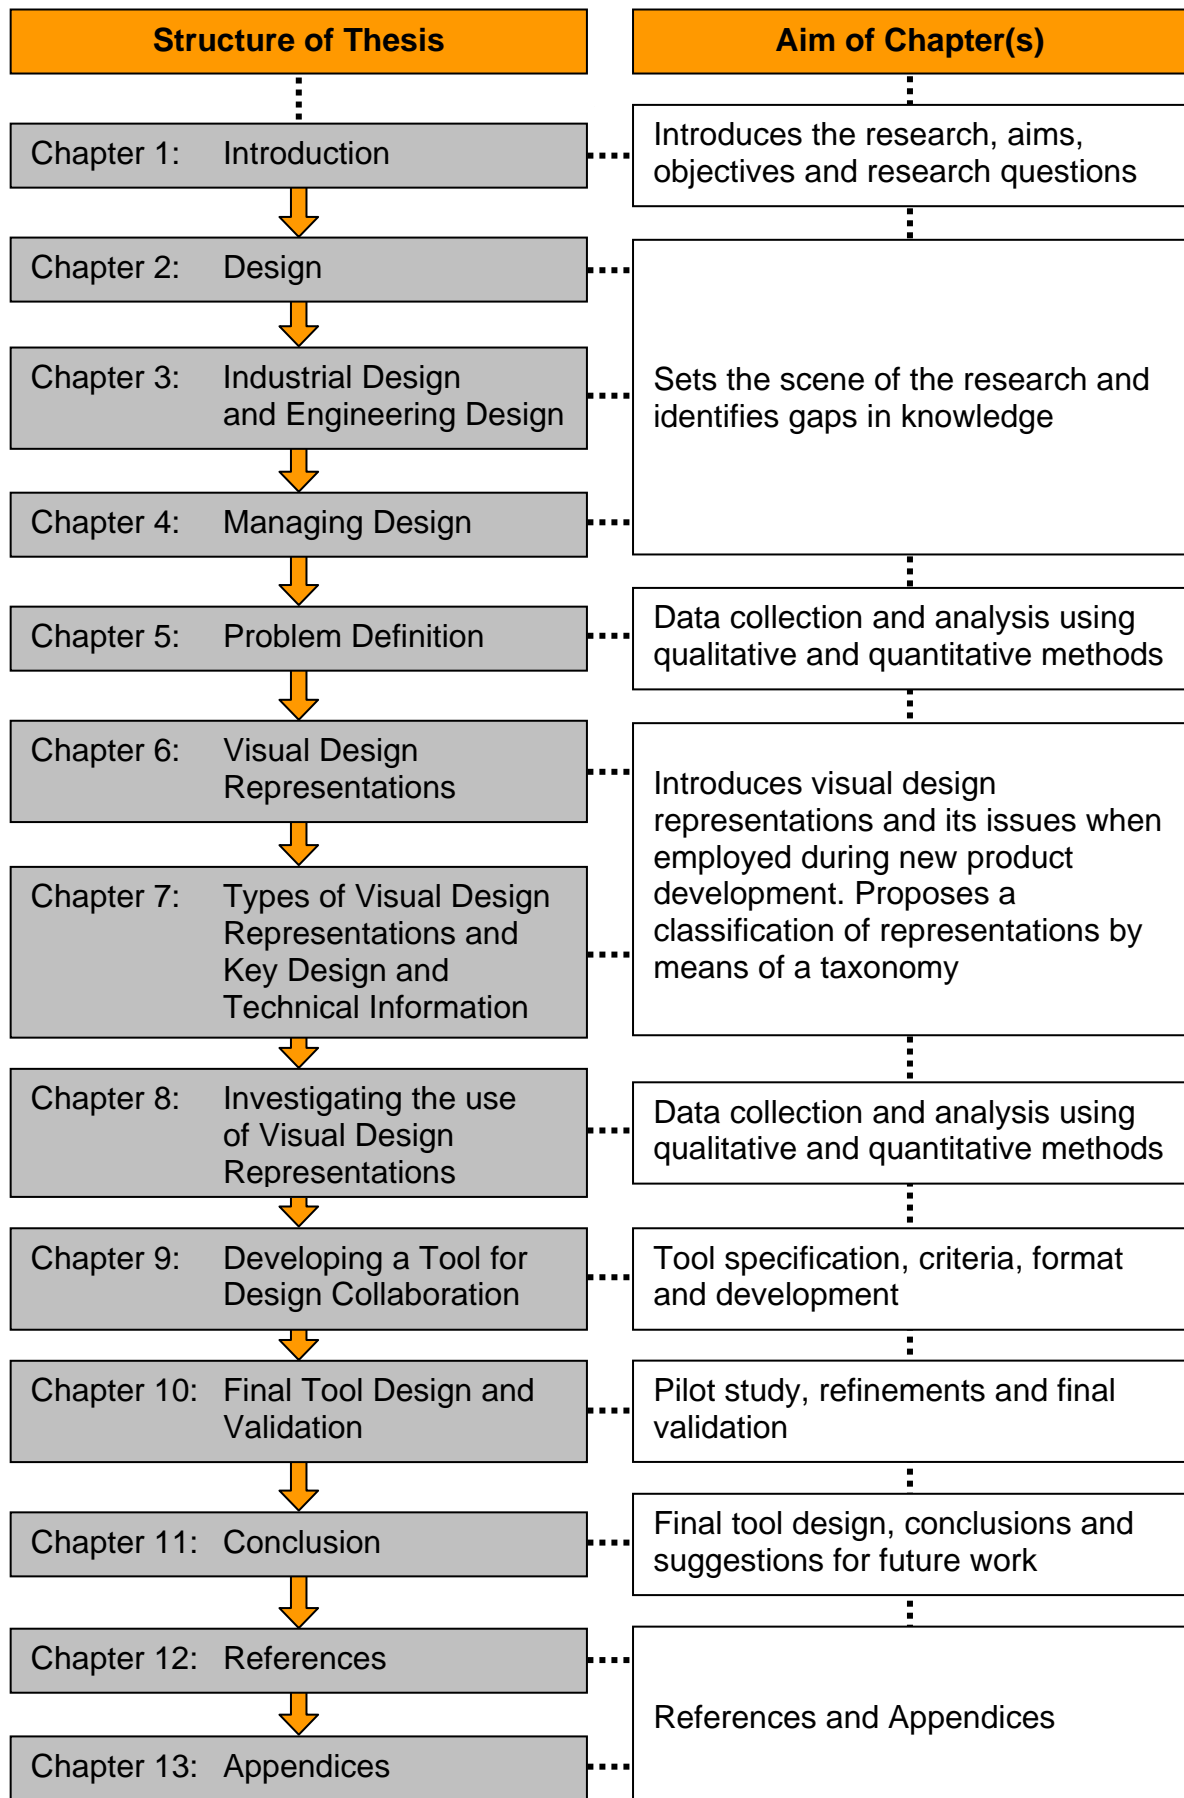 Structure of Thesis
Aim of Chapter(s)
Chapter 1: Introduction
Introduces the research, aims,
objectives and research questions
Chapter 2: Design
Chapter 3: Industrial Design
and Engineering Design
Chapter 4: Managing Design
Sets the scene of the research and
identifies gaps in knowledge
Chapter 5: Problem Definition
Data collection and analysis using
qualitative and quantitative methods
Chapter 6: Visual Design
Representations
Chapter 7: Types of Visual Design
Representations and
Key Design and
Technical Information
Introduces visual design
representations and its issues when
employed during new product
development. Proposes a
classification of representations by
means of a taxonomy
Chapter 8: Investigating the use
of Visual Design
Representations
Data collection and analysis using
qualitative and quantitative methods
Chapter 9: Developing a Tool for
Design Collaboration
Tool specification, criteria, format
and development
Chapter 10: Final Tool Design and
Validation
Pilot study, refinements and final
validation
Chapter 11: Conclusion
Final tool design, conclusions and
suggestions for future work
Chapter 12: References
Chapter 13: Appendices
References and Appendices